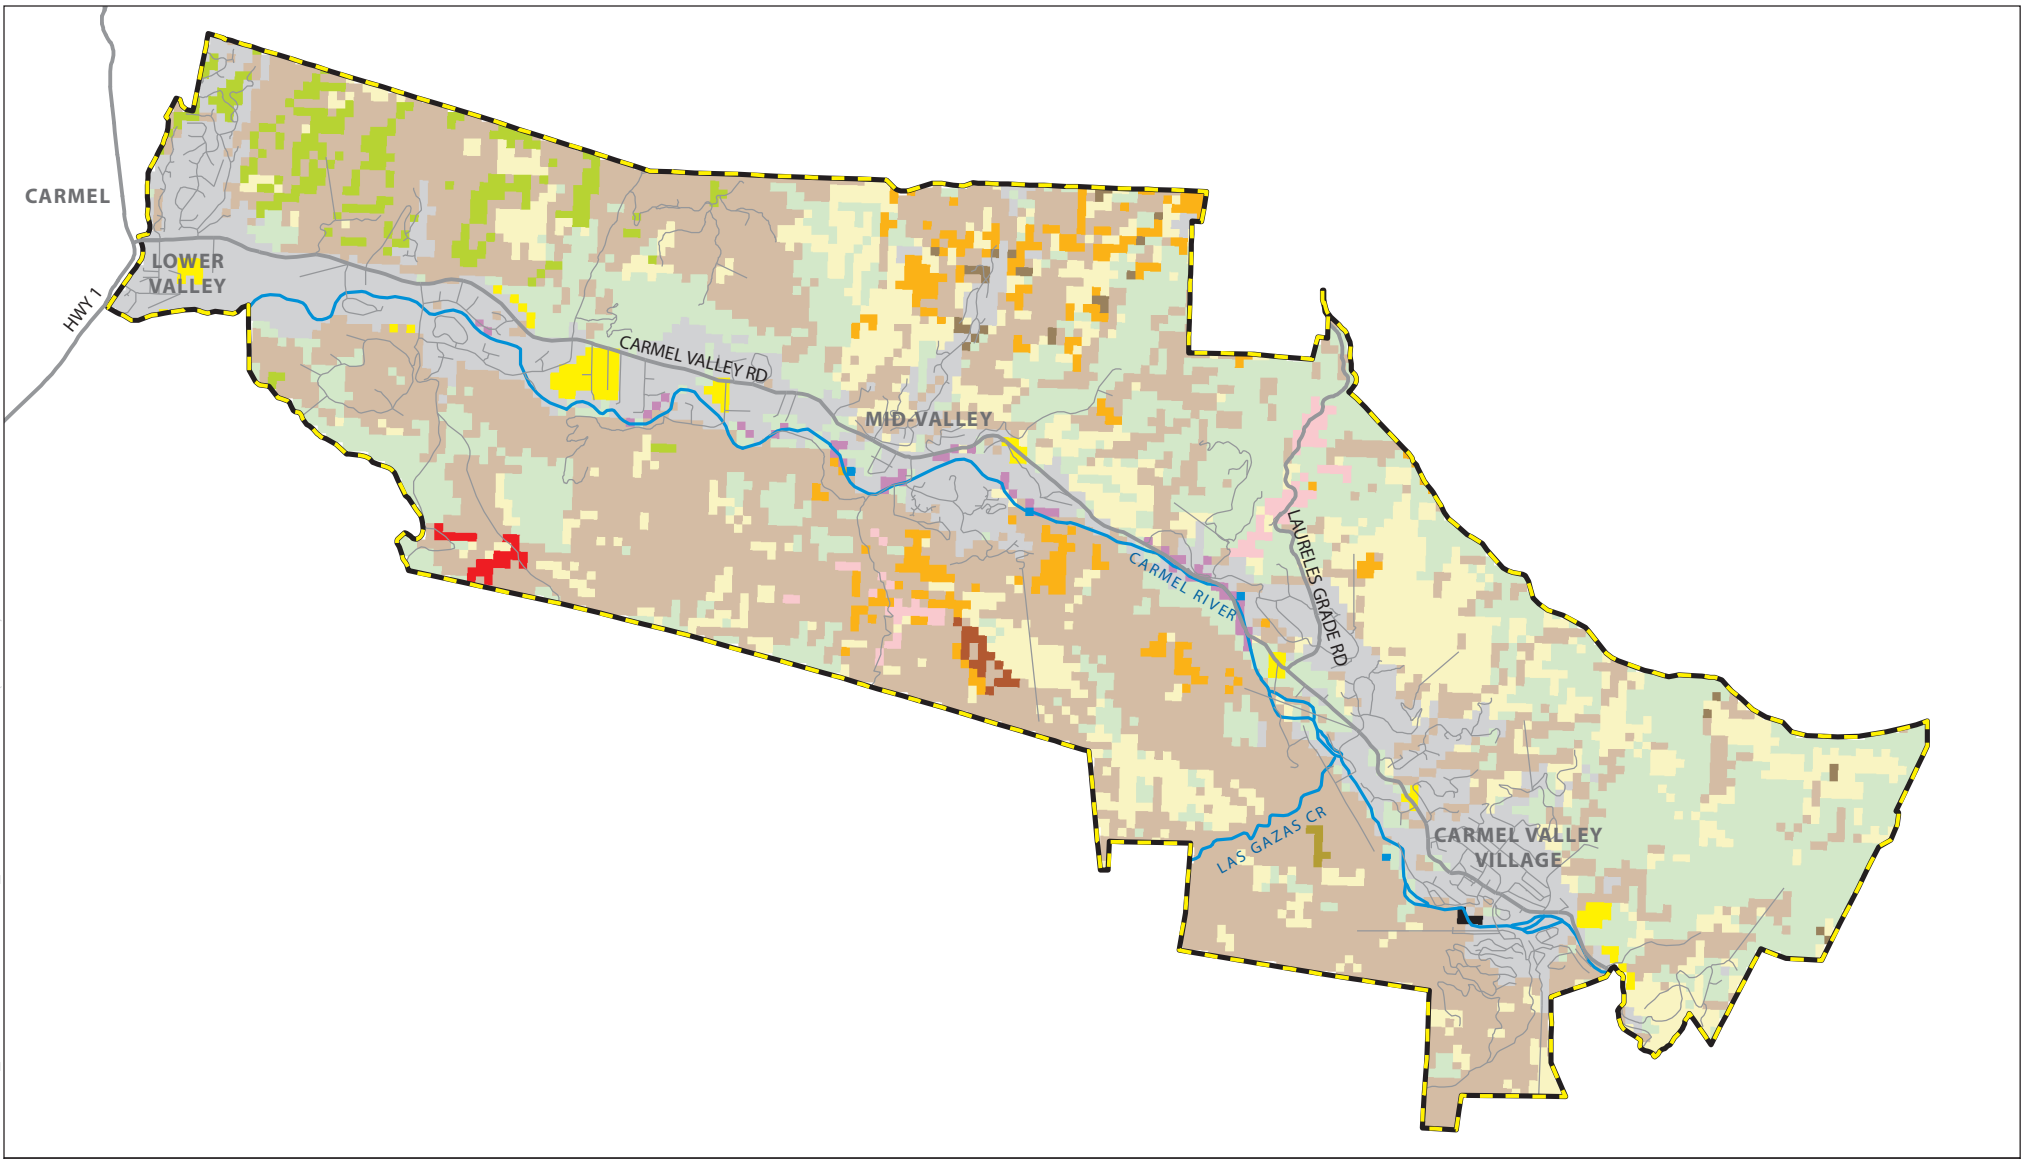 CARMEL
LOWER
VALLEY
HWY 1
CARMEL VALLEY RD
MID-VALLEY
CARMEL RIVER
LAURELES GRADE RD
LAS GAZAS CR
CARMEL VALLEY
VILLAGE